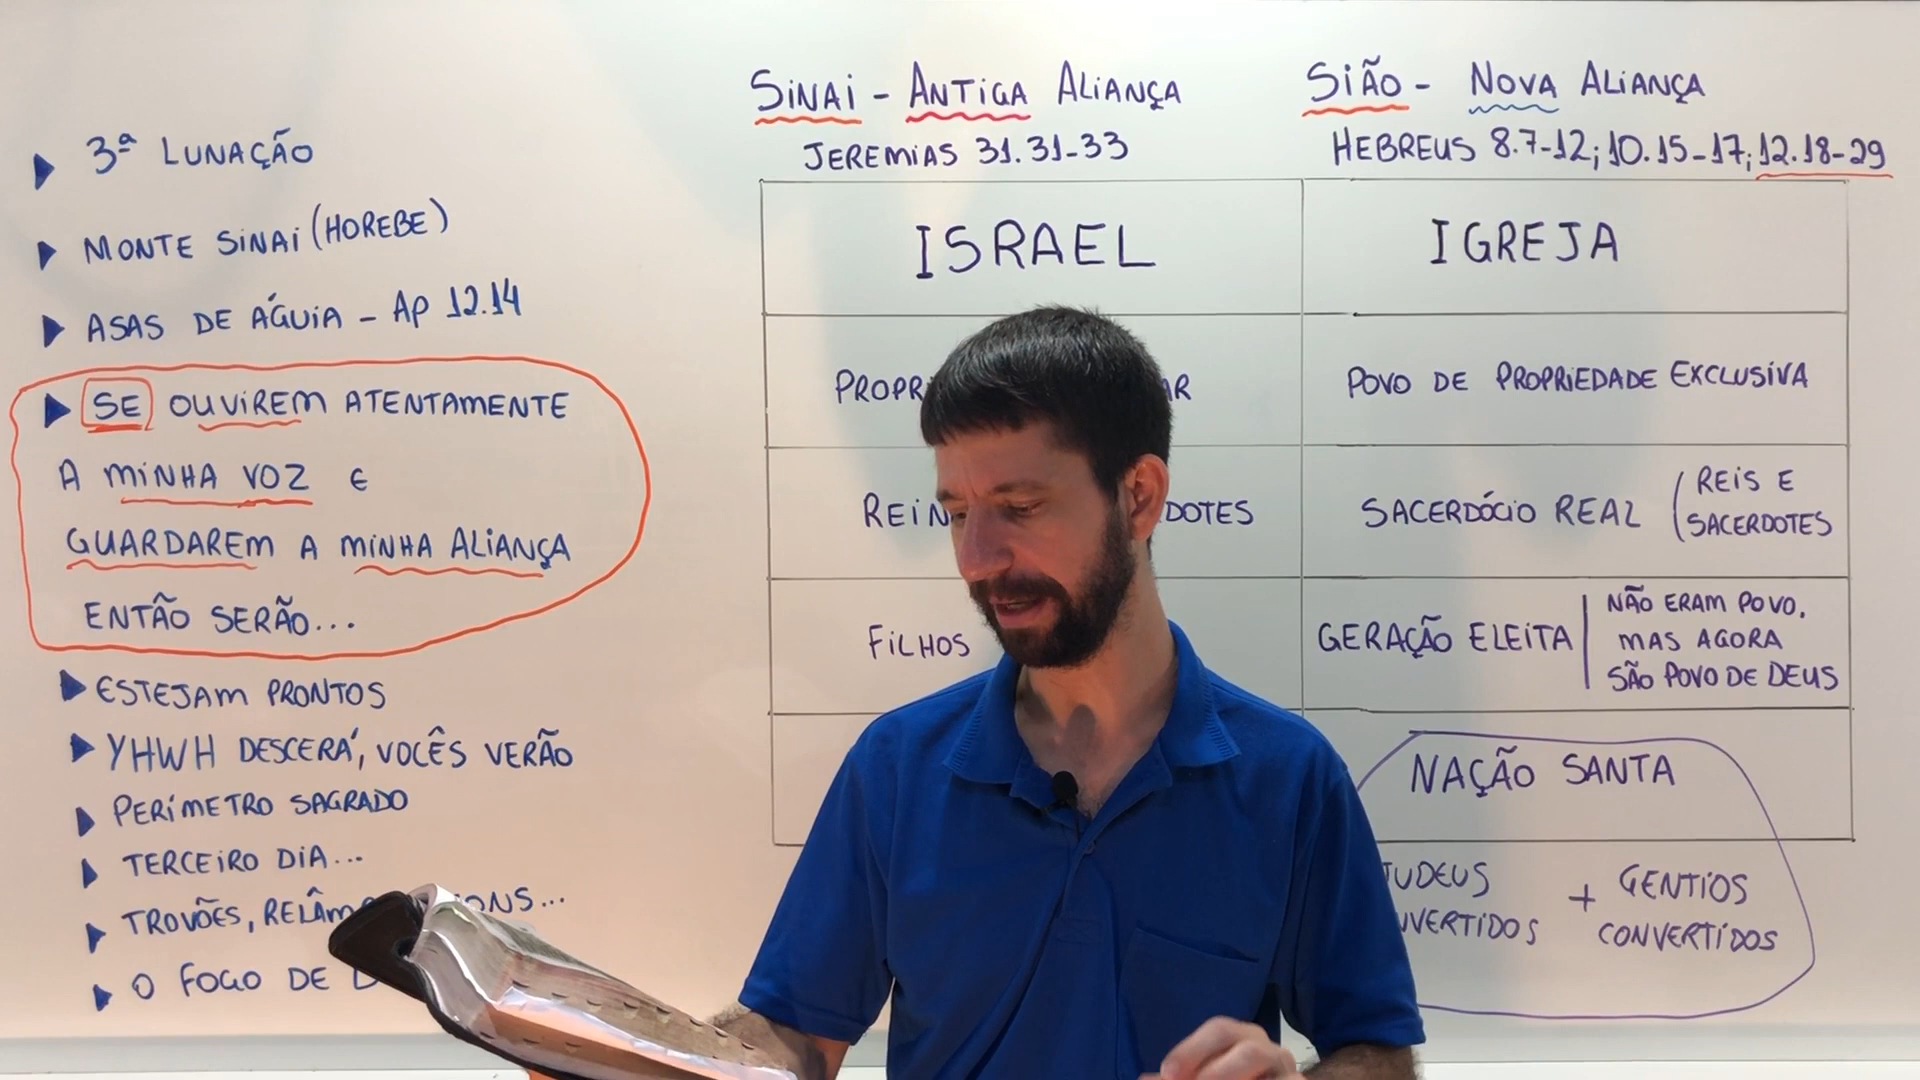 ▶ 3ª LUNAÇÃO
▶ MONTE SINAI (HOREBE)
▶ ASAS DE ÁGUIA - AP 12.14
▶ SE OUVIREM ATENTAMENTE
A MINHA VOZ E
GUARDAREM A MINHA ALIANÇA
ENTÃO SERÃO...
▶ ESTEJAM PRONTOS
▶ YHWH DESCERÁ, VOCÊS VERÃO
▶ PERÍMETRO SAGRADO
▶ TERCEIRO DIA...
▶ TROVÕES,
▶ O FOGO DE
SINAI - ANTIGA ALIANÇA
JEREMIAS 31.31-33
ISRAEL
FILHOS
SIÃO - NOVA ALIANÇA
HEBREUS 8.7-12; 10.15-17; 12.18-29
IGREJA
POVO DE PROPRIEDADE EXCLUSIVA
SACERDÓCIO REAL (REIS E
SACERDOTES
GERAÇÃO ELEITA | NÃO ERAM POVO,
MAS AGORA
SÃO POVO DE DEUS
NAÇÃO SANTA
JUDEUS + GENTIOS
CONVERTIDOS